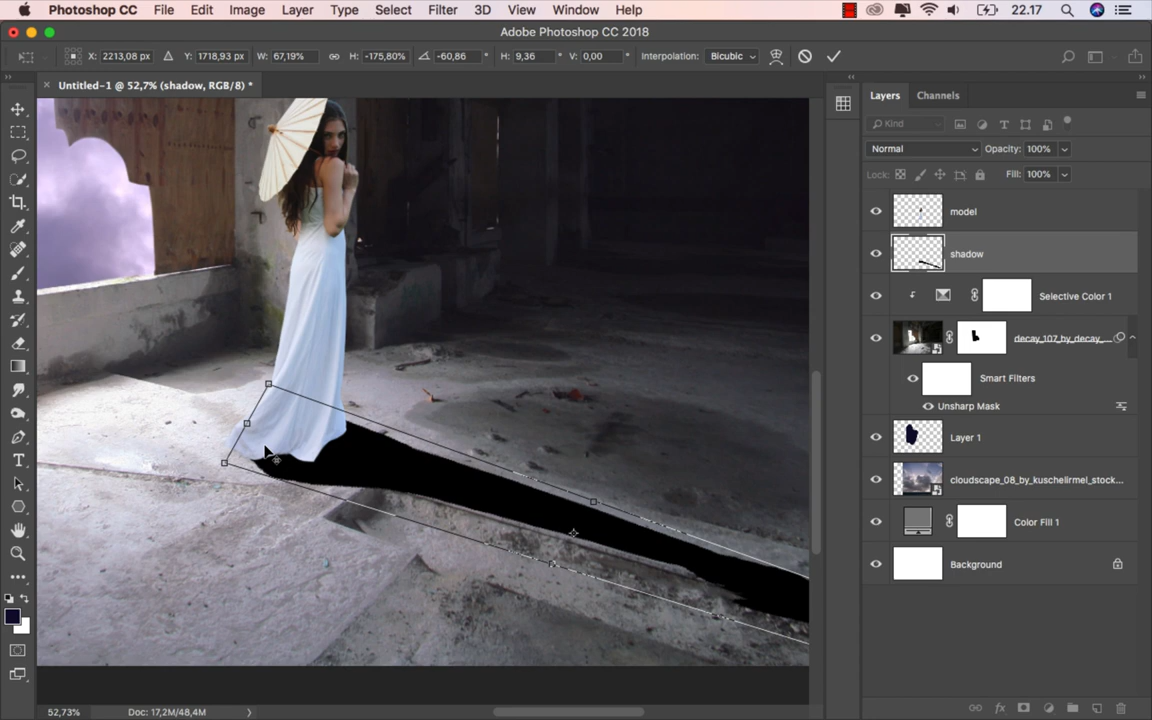 Photoshop CC File Edit Image Layer Type Select Filter 3D View Window Help 22.17
Adobe Photoshop CC 2018
X: 2213,08 px Y: 1718,93 px W: 67,19% H: -175,80% -60,86 H: 9,36 V: 0,00 Interpolation: Bicubic
× Untitled-1 @ 52,7% (shadow, RGB/8) *
Layers Channels
Kind
Normal Opacity: 100%
Lock: Fill: 100%
model
shadow
Selective Color 1
decay_107_by_decay_...
Smart Filters
Unsharp Mask
Layer 1
cloudscape_08_by_kuschelirmel_stock...
Color Fill 1
Background
52,73% Doc: 17,2M/48,4M